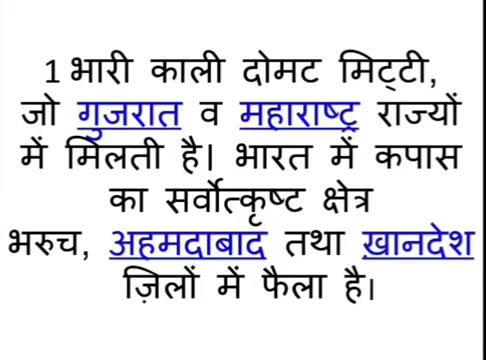 1 भारी काली दोमट मिट्टी,
जो गुजरात व महाराष्ट्र राज्यों
में मिलती है। भारत में कपास
का सर्वोत्कृष्ट क्षेत्र
भरुच, अहमदाबाद तथा ख़ानदेश
ज़िलों में फैला है।